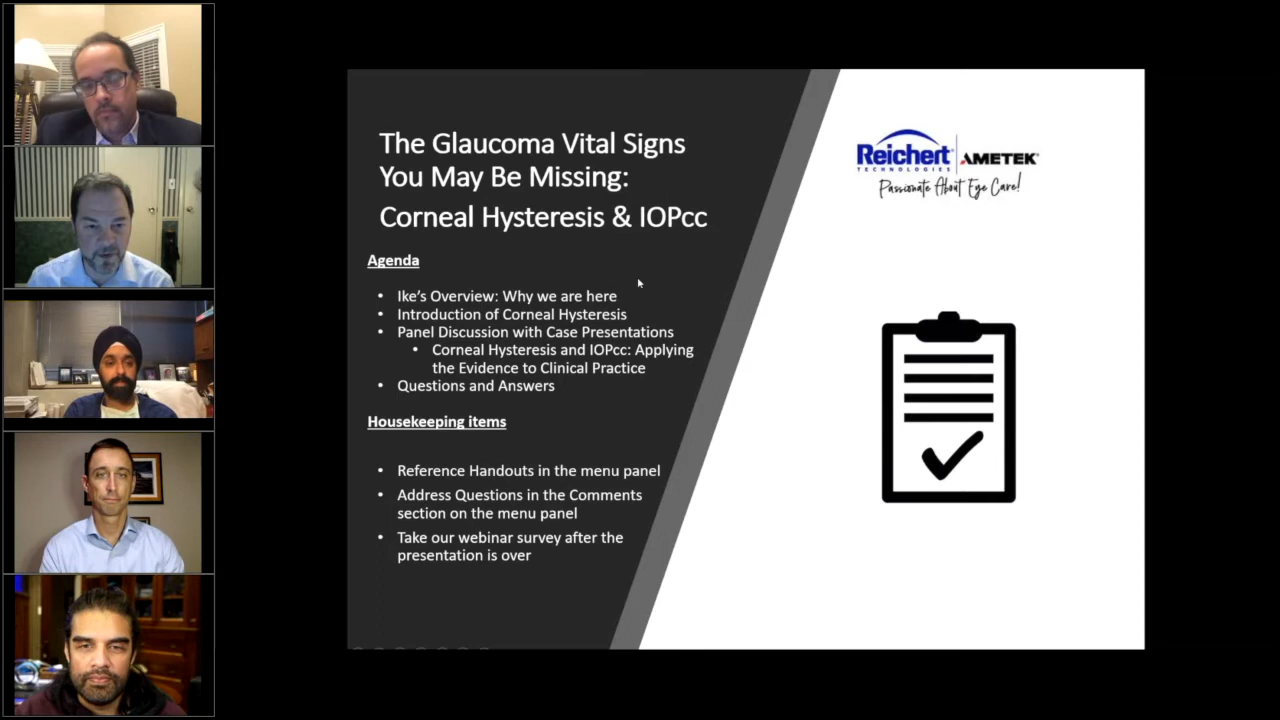 The Glaucoma Vital Signs
You May Be Missing:
Corneal Hysteresis & IOPcc
Agenda
• Ike's Overview: Why we are here
• Introduction of Corneal Hysteresis
• Panel Discussion with Case Presentations
• Corneal Hysteresis and IOPcc: Applying
the Evidence to Clinical Practice
• Questions and Answers
Housekeeping items
• Reference Handouts in the menu panel
• Address Questions in the Comments
section on the menu panel
• Take our webinar survey after the
presentation is over
Reichert AMETEK
TECHNOLOGIES
Passionate About Eye Care!